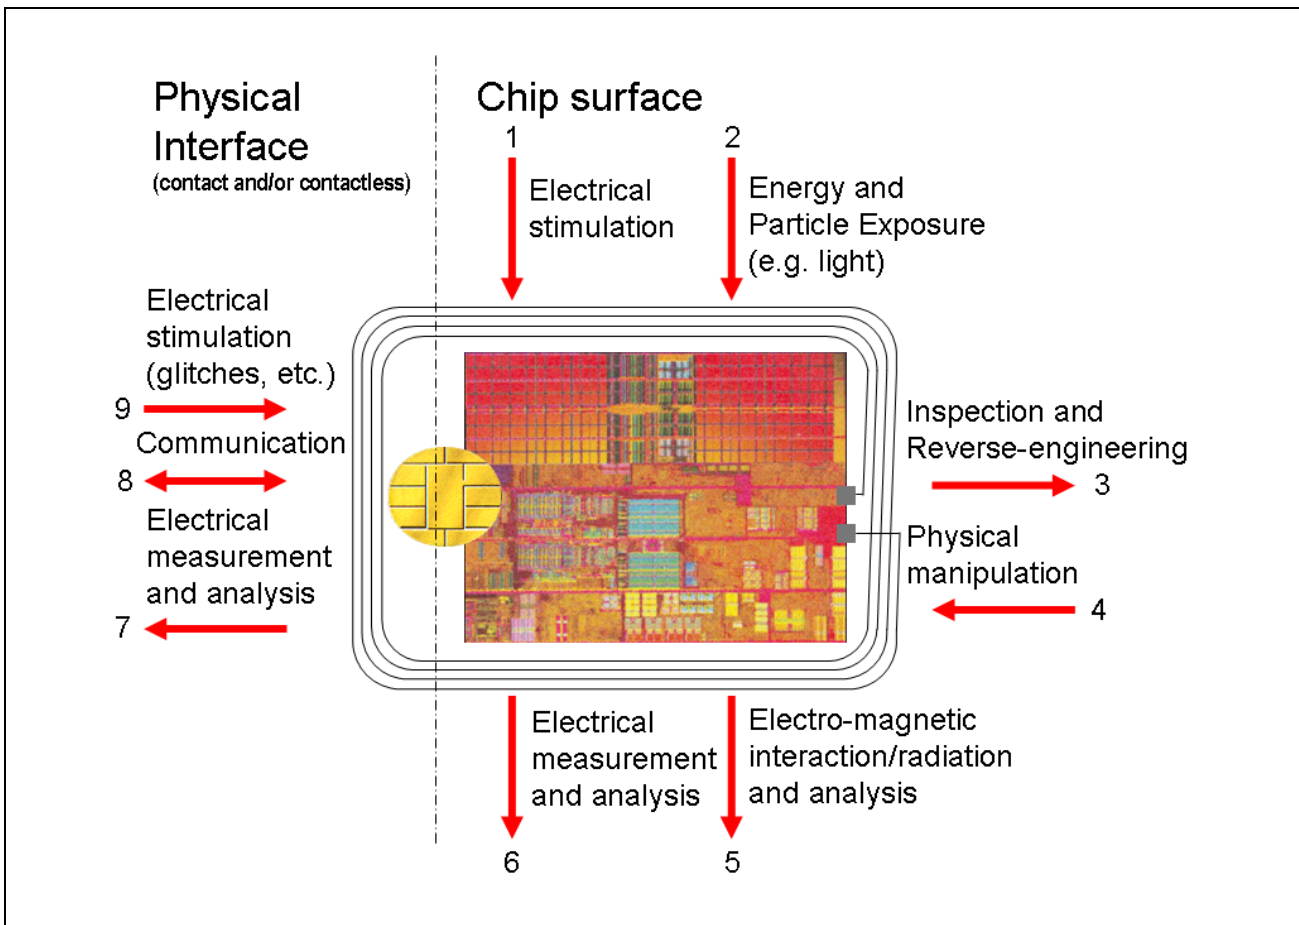 Physical
Interface
(contact and/or contactless)
Chip surface
1
2
Electrical
stimulation
Energy and
Particle Exposure
(e.g. light)
Electrical
stimulation
(glitches, etc.)
9
Communication
8
Electrical
measurement
and analysis
7
Inspection and
Reverse-engineering
3
Physical
manipulation
4
Electrical
measurement
and analysis
6
Electro-magnetic
interaction/radiation
and analysis
5